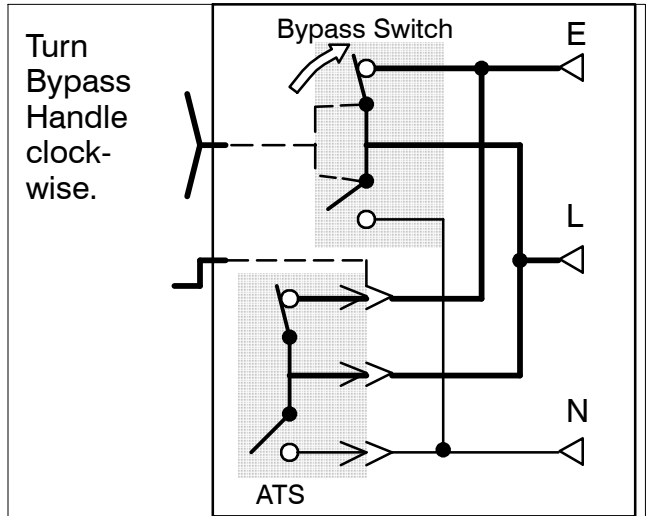 Turn
Bypass
Handle
clock-
wise.
Bypass Switch
E
L
N
ATS